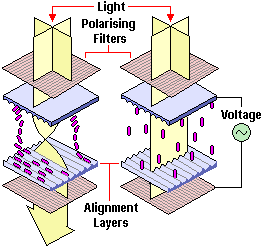 Light
Polarising
Filters
Voltage
Alignment
Layers